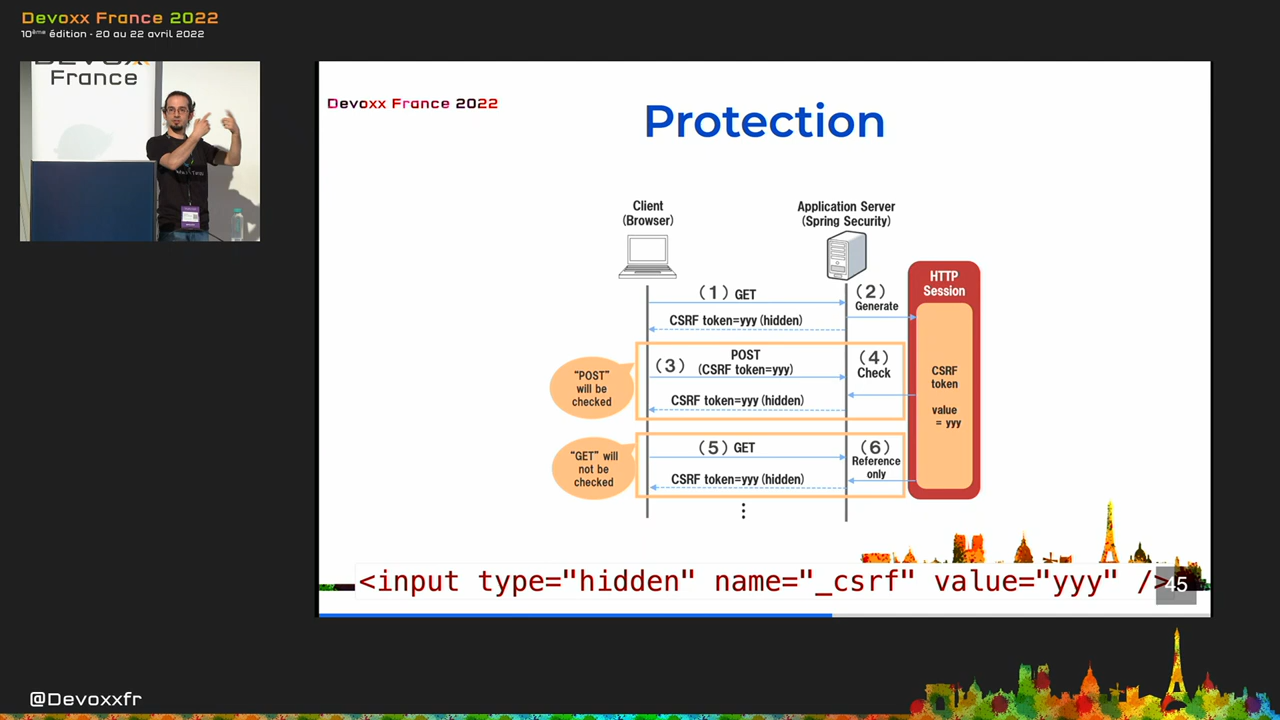 Devoxx France 2022
10ème édition - 20 au 22 avril 2022
DEVOXX
France
Devoxx France 2022
Protection
Client
(Browser)
Application Server
(Spring Security)
HTTP
Session
(1) GET
(2)
Generate
CSRF token=yyy (hidden)
"POST"
will be
checked
(3)
POST
(CSRF token=yyy)
(4)
Check
CSRF token=yyy (hidden)
CSRF
token
value
= yyy
"GET" will
not be
checked
(5) GET
(6)
Reference
only
CSRF token=yyy (hidden)
<input type="hidden" name="_csrf" value="yyy" />
45
@Devoxxfr